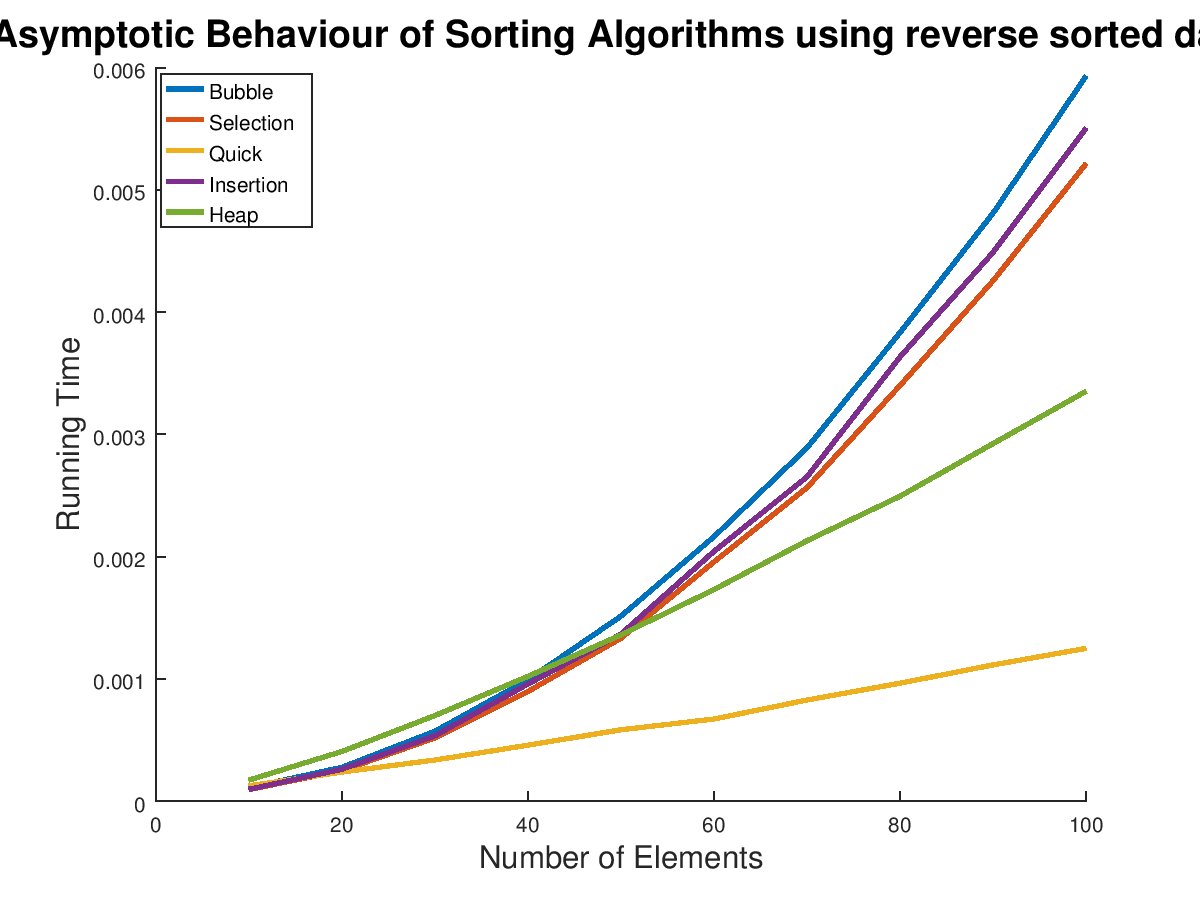 Asymptotic Behaviour of Sorting Algorithms using reverse sorted
0.006
0.005
0.004
0.003
0.002
0.001
0
Bubble
Selection
Quick
Insertion
Heap
Running Time
0 20 40 60 80 100
Number of Elements